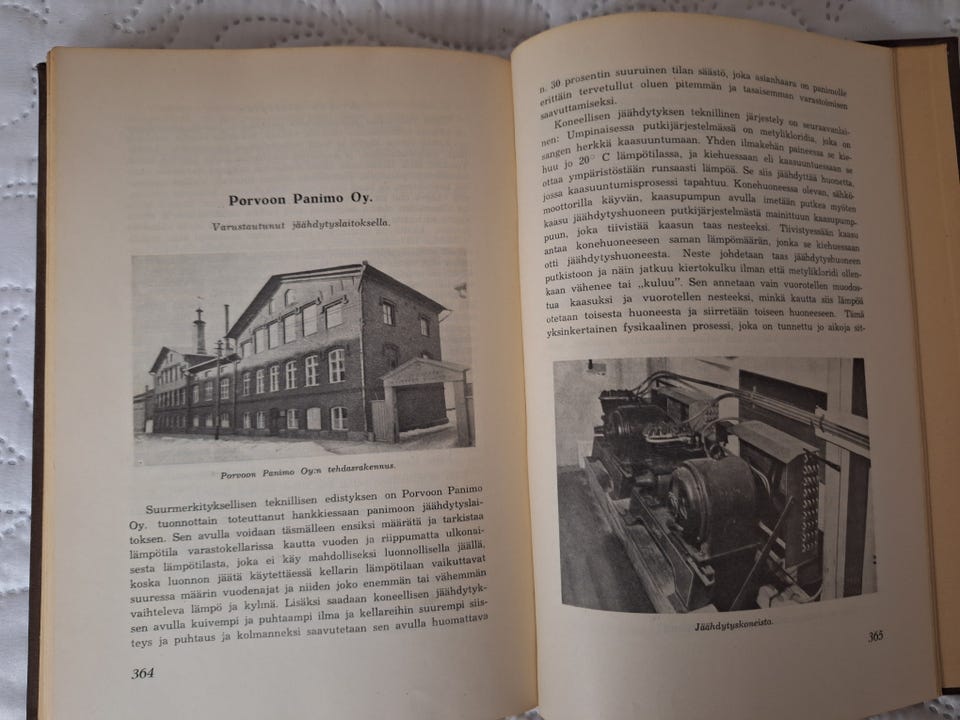 Porvoon Panimo Oy.
Varustautunut jäähdytyslaitoksella.
Porvoon Panimo Oy:n tehdasrakennus.
Suurmerkityksellisen teknillisen edistyksen on Porvoon Panimo
Oy. tuonnottain toteuttanut hankkiessaan panimoon jäähdytyslai-
toksen. Sen avulla voidaan täsmälleen ensiksi määrätä ja tarkistaa
lämpötila varastokellarissa kautta vuoden ja riippumatta ulkonai-
sesta lämpötilasta, joka ei käy mahdolliseksi luonnollisella jäällä,
koska luonnon jäätä käytettäessä kellarin lämpötilaan vaikuttavat
suuressa määrin vuodenajat ja niiden joko enemmän tai vähemmän
vaihteleva lämpö ja kylmä. Lisäksi saadaan koneellisen jäähdytyk-
sen avulla kuivempi ja puhtaampi ilma ja kellareihin suurempi siis-
teys ja puhtaus ja kolmanneksi saavutetaan sen avulla huomattava
364
n. 30 prosentin suuruinen tilan säästö, joka asianhaara on panimolle
erittäin tervetullut oluen pitemmän ja tasaisemman varastoimisen
saavuttamiseksi.
Koneellisen jäähdytyksen teknillinen järjestely on seuraavanlai-
nen: Umpinaisessa putkijärjestelmässä on metylikloridia, joka on
sangen herkkä kaasuuntumaan. Yhden ilmakehän paineessa se kie-
huu jo 20° C lämpötilassa, ja kiehuessaan eli kaasuuntuessaan se
ottaa ympäristöstään runsaasti lämpöä. Se siis jäähdyttää huonetta,
jossa kaasuuntumisprosessi tapahtuu. Konehuoneessa olevan, sähkö-
moottorilla käyvän, kaasupumpun avulla imetään putkea myöten
kaasu jäähdytyshuoneen putkijärjestelmästä mainittuun kaasupump-
puun, joka tiivistää kaasun taas nesteeksi. Tiivistyessään kaasu
antaa konehuoneeseen saman lämpömäärän, jonka se kiehuessaan
otti jäähdytyshuoneesta. Neste johdetaan taas jäähdytyshuoneen
putkistoon ja näin jatkuu kiertokulku ilman että metylikloridi ollen-
kaan vähenee tai „kuluu”. Sen annetaan vain vuorotellen muodos-
tua kaasuksi ja vuorotellen nesteeksi, minkä kautta siis lämpöä
otetaan toisesta huoneesta ja siirretään toiseen huoneeseen. Tämä
yksinkertainen fysikaalinen prosessi, joka on tunnettu jo aikoja sit-
Jäähdytyskoneisto.
365